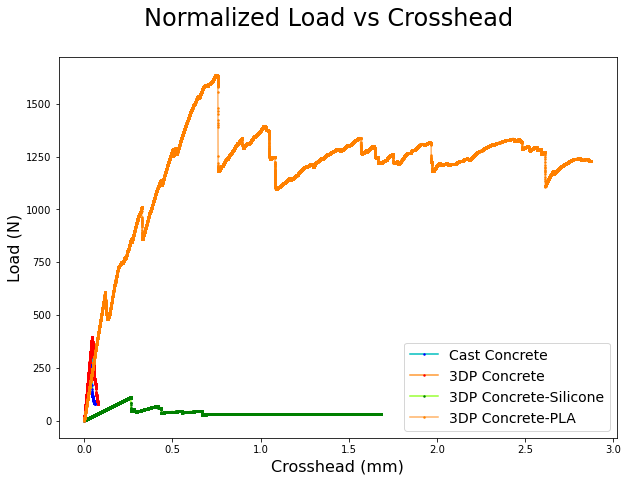 Normalized Load vs Crosshead
1500
1250
1000
750
500
250
0
Load (N)
Cast Concrete
3DP Concrete
3DP Concrete-Silicone
3DP Concrete-PLA
0.0 0.5 1.0 1.5 2.0 2.5 3.0
Crosshead (mm)